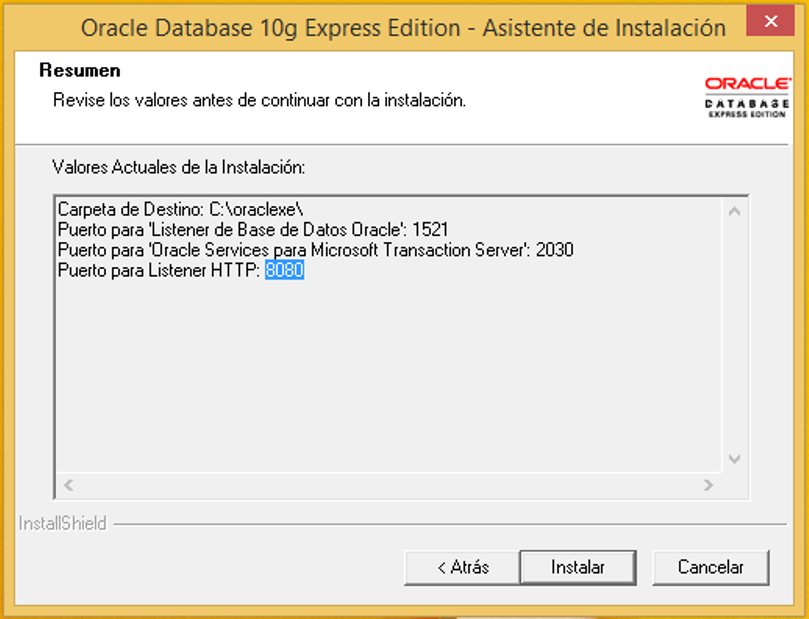 Oracle Database 10g Express Edition - Asistente de Instalación
Resumen
Revise los valores antes de continuar con la instalación.
ORACLE
DATABASE
EXPRESS EDITION
Valores Actuales de la Instalación:
Carpeta de Destino: C:\oraclexe\
Puerto para 'Listener de Base de Datos Oracle': 1521
Puerto para 'Oracle Services para Microsoft Transaction Server': 2030
Puerto para Listener HTTP: 8080
InstallShield
< Atrás
Instalar
Cancelar